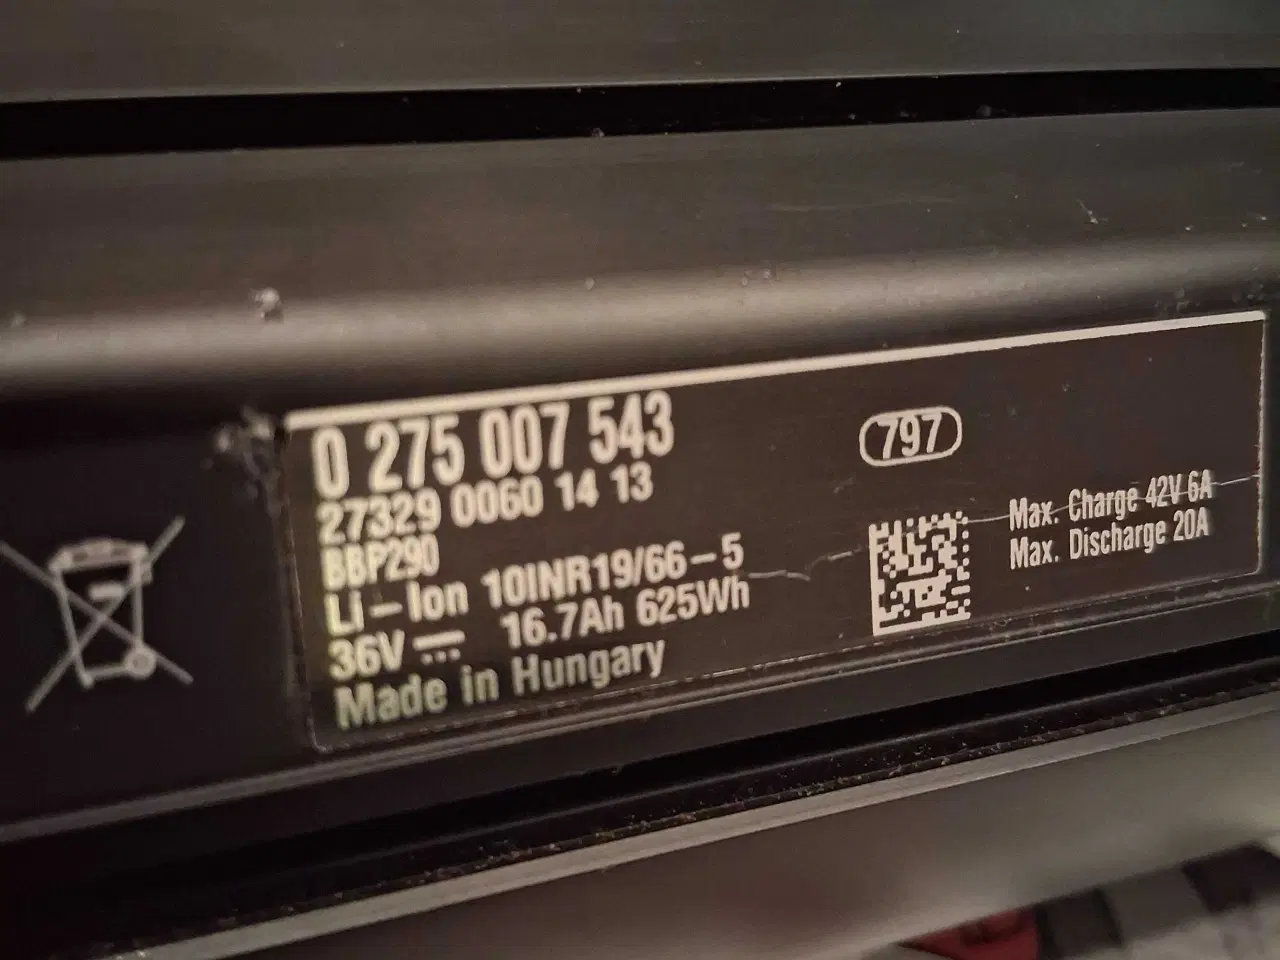 0 275 007 543
27329 0060 14 13
BBP290
Li-Ion 10INR19/66-5
36V 16.7Ah 625Wh
Made in Hungary
797
Max. Charge 42V 6A
Max. Discharge 20A